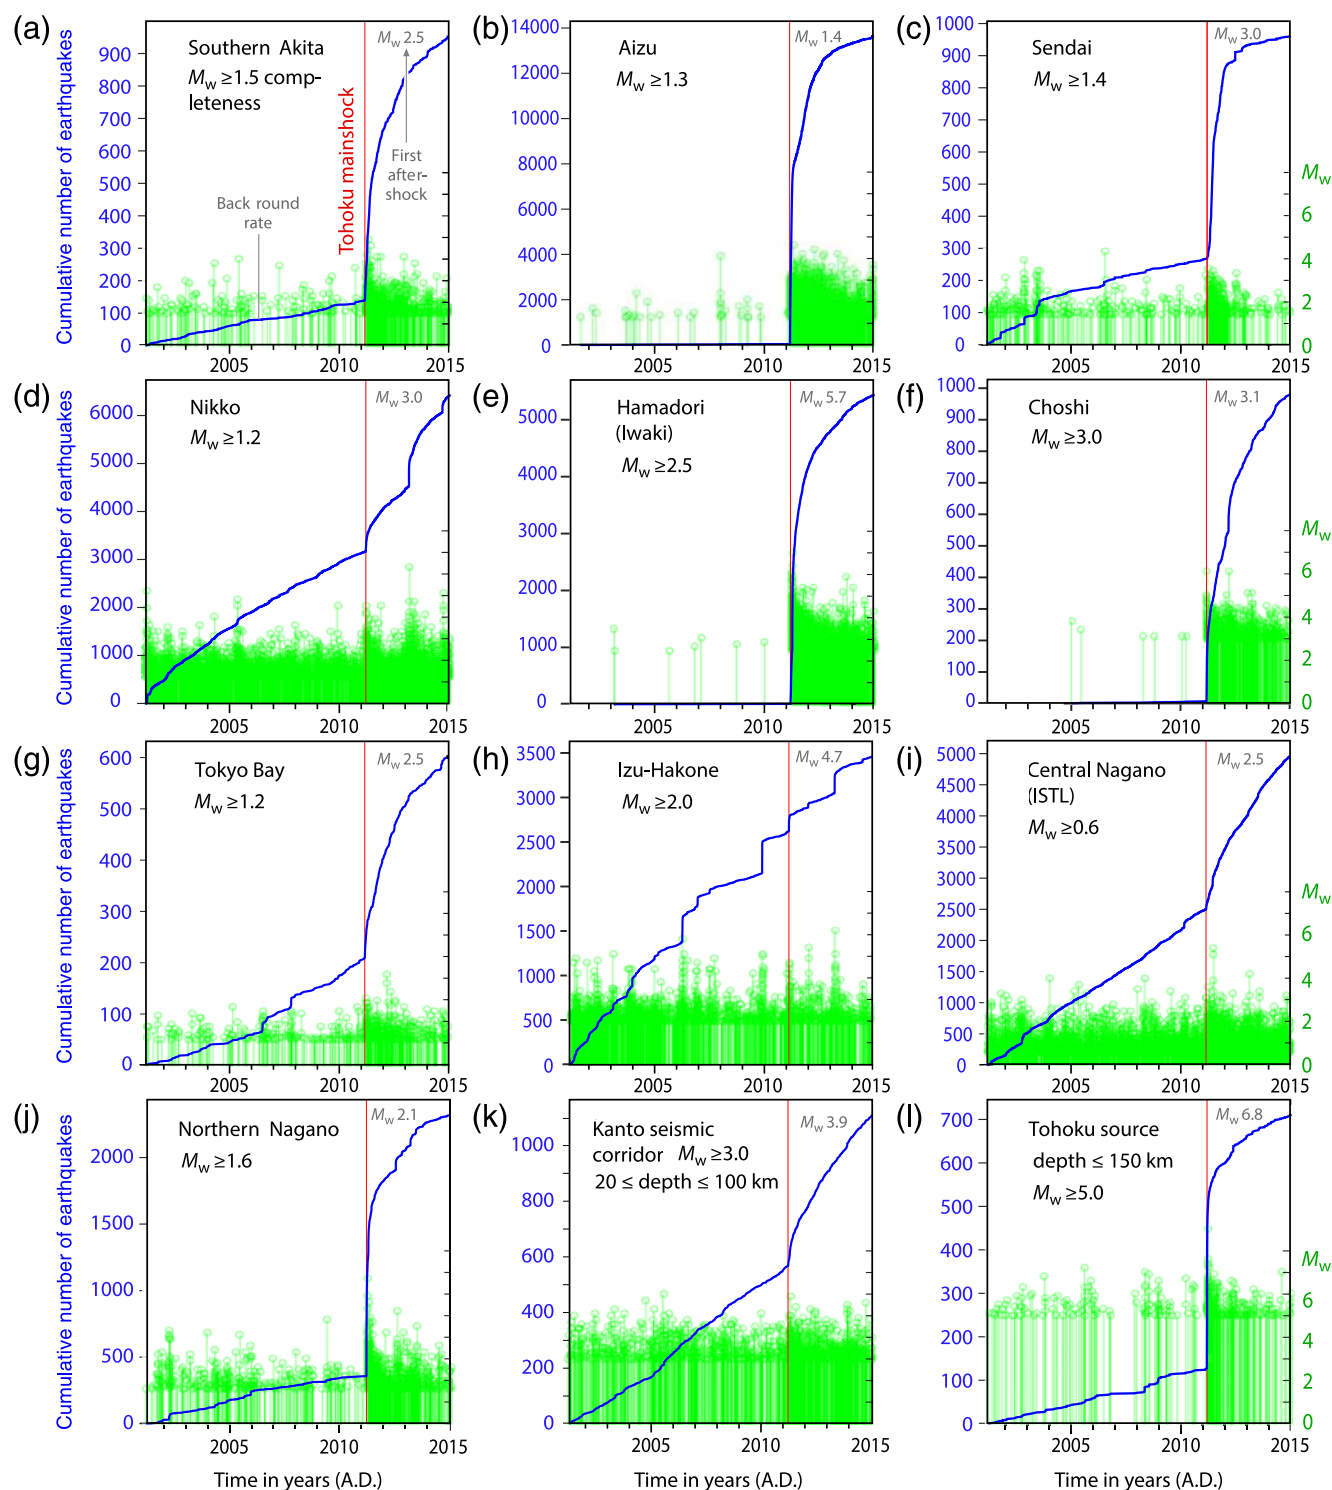 (a)
Cumulative number of earthquakes
900
800
700
600
500
400
300
200
100
0
Southern Akita
Mw ≥1.5 comp-
leteness
Back round
rate
Tohoku mainshock
Mw 2.5
First
after-
shock
2005
2010
2015
(b)
14000
12000
10000
8000
6000
4000
2000
0
Aizu
Mw ≥1.3
Mw 1.4
2005
2010
2015
(c)
1000
900
800
700
600
500
400
300
200
100
0
Sendai
Mw ≥1.4
Mw 3.0
Mw
6
4
2
0
2005
2010
2015
(d)
Cumulative number of earthquakes
6000
5000
4000
3000
2000
1000
0
Nikko
Mw ≥1.2
Mw 3.0
2005
2010
2015
(e)
5000
4000
3000
2000
1000
0
Hamadori
(Iwaki)
Mw ≥2.5
Mw 5.7
2005
2010
2015
(f)
1000
900
800
700
600
500
400
300
200
100
0
Choshi
Mw ≥3.0
Mw 3.1
Mw
6
4
2
0
2005
2010
2015
(g)
Cumulative number of earthquakes
600
500
400
300
200
100
0
Tokyo Bay
Mw ≥1.2
Mw 2.5
2005
2010
2015
(h)
3500
3000
2500
2000
1500
1000
500
0
Izu-Hakone
Mw ≥2.0
Mw 4.7
2005
2010
2015
(i)
5000
4500
4000
3500
3000
2500
2000
1500
1000
500
0
Central Nagano
(ISTL)
Mw ≥0.6
Mw 2.5
Mw
6
4
2
0
2005
2010
2015
(j)
Cumulative number of earthquakes
2000
1500
1000
500
0
Northern Nagano
Mw ≥1.6
Mw 2.1
2005
2010
2015
Time in years (A.D.)
(k)
1000
800
600
400
200
0
Kanto seismic
corridor Mw ≥3.0
20 ≤ depth ≤ 100 km
Mw 3.9
2005
2010
2015
Time in years (A.D.)
(l)
700
600
500
400
300
200
100
0
Tohoku source
depth ≤ 150 km
Mw ≥5.0
Mw 6.8
Mw
6
4
2
0
2005
2010
2015
Time in years (A.D.)